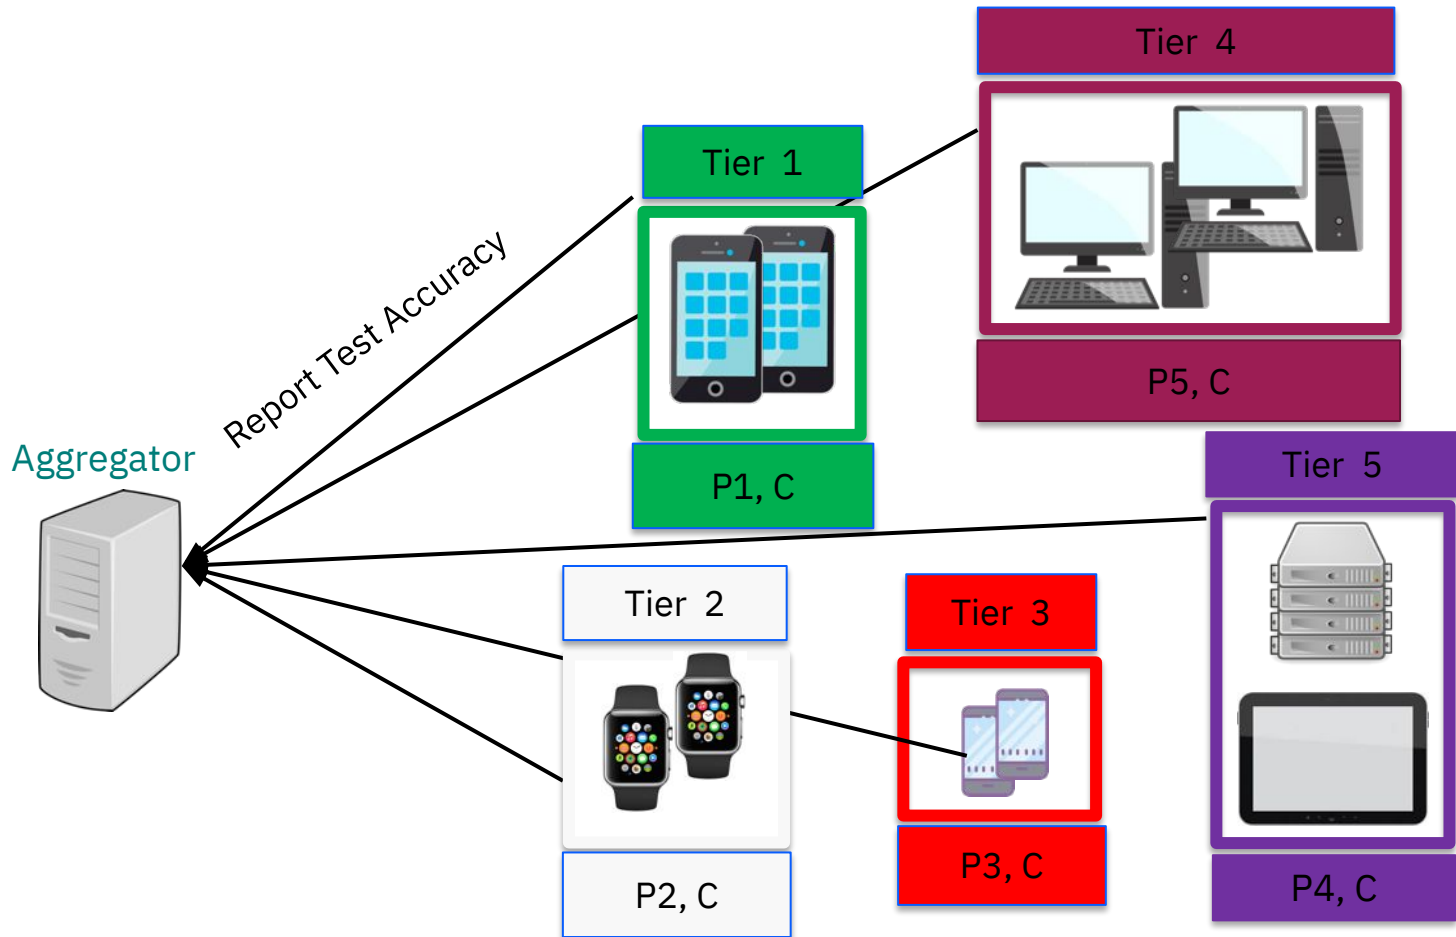 Tier 4
Tier 1
Report Test Accuracy
P5, C
Aggregator
Tier 5
P1, C
Tier 2
Tier 3
P3, C
P4, C
P2, C